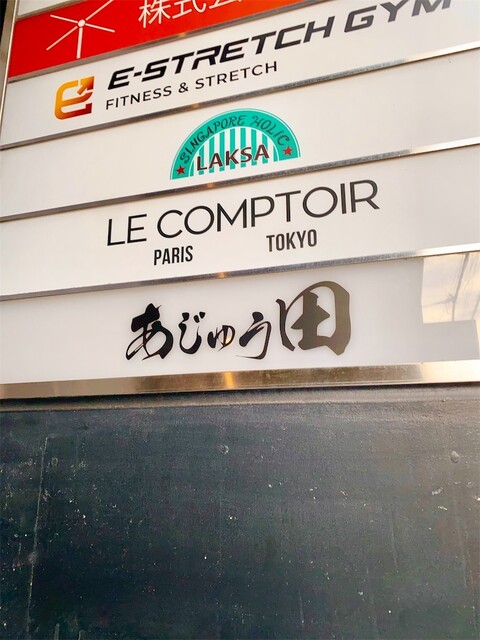 株式会
E-STRETCH GYM
FITNESS & STRETCH
SINGAPORE HOLIC
LAKSA
LE COMPTOIR
PARIS TOKYO
あじゅう田